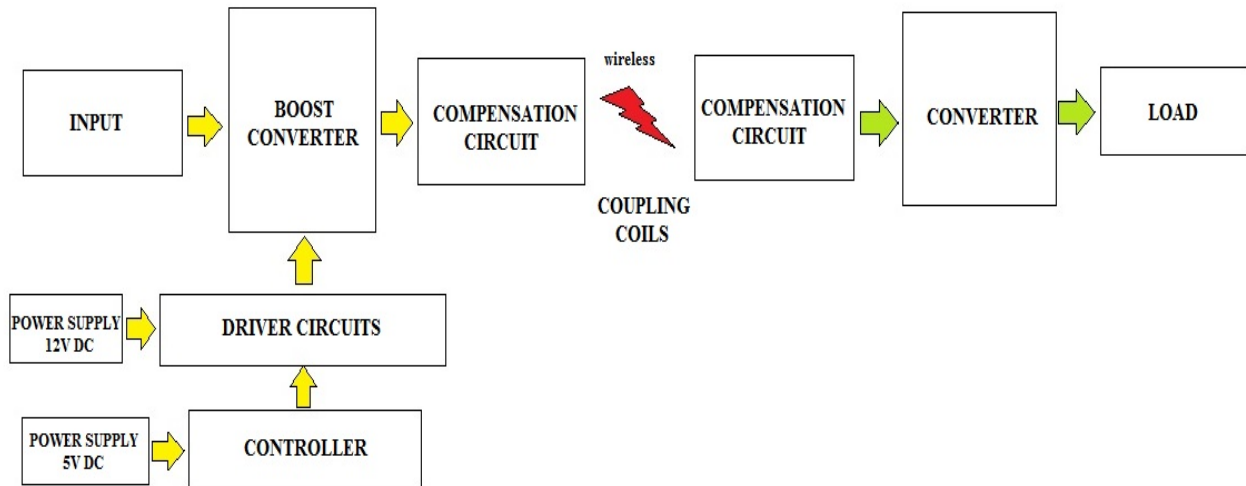 INPUT
BOOST
CONVERTER
COMPENSATION
CIRCUIT
wireless
COUPLING
COILS
COMPENSATION
CIRCUIT
CONVERTER
LOAD
POWER SUPPLY
12V DC
DRIVER CIRCUITS
POWER SUPPLY
5V DC
CONTROLLER